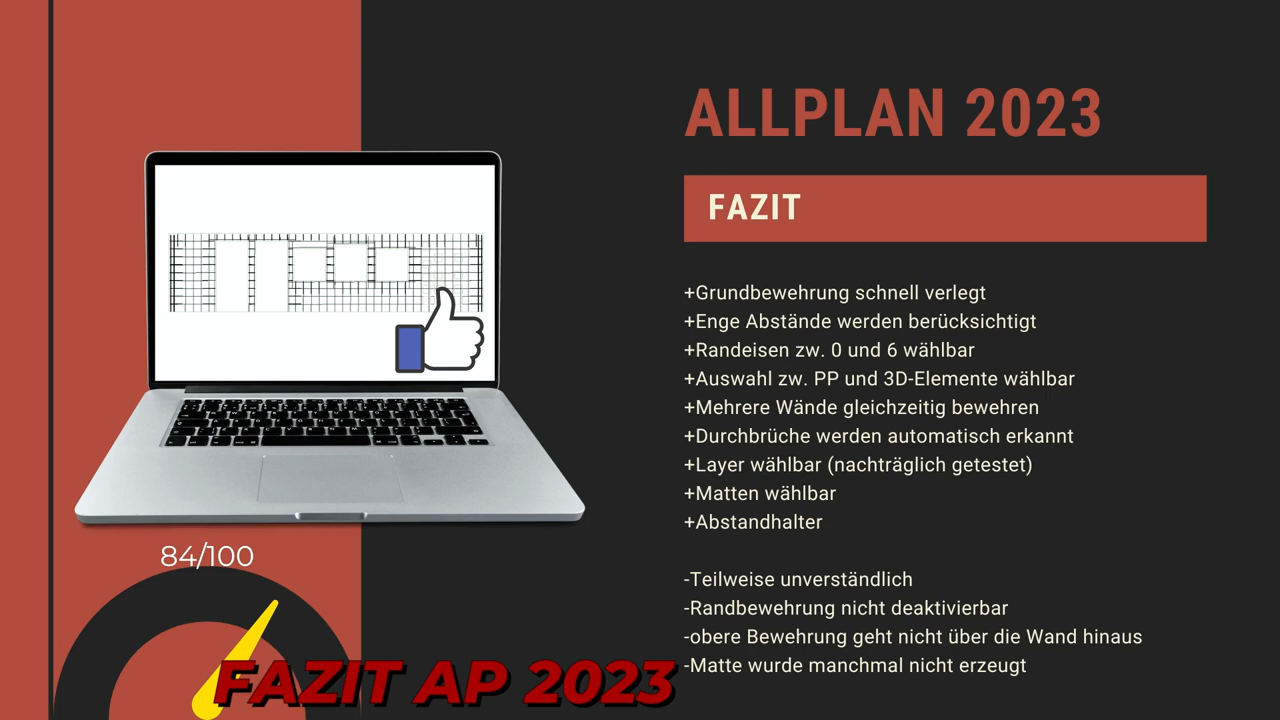 ALLPLAN 2023
FAZIT
+Grundbewehrung schnell verlegt
+Enge Abstände werden berücksichtigt
+Randeisen zw. 0 und 6 wählbar
+Auswahl zw. PP und 3D-Elemente wählbar
+Mehrere Wände gleichzeitig bewehren
+Durchbrüche werden automatisch erkannt
+Layer wählbar (nachträglich getestet)
+Matten wählbar
+Abstandhalter
-Teilweise unverständlich
-Randbewehrung nicht deaktivierbar
-obere Bewehrung geht nicht über die Wand hinaus
-Matte wurde manchmal nicht erzeugt
84/100
FAZIT AP 2023